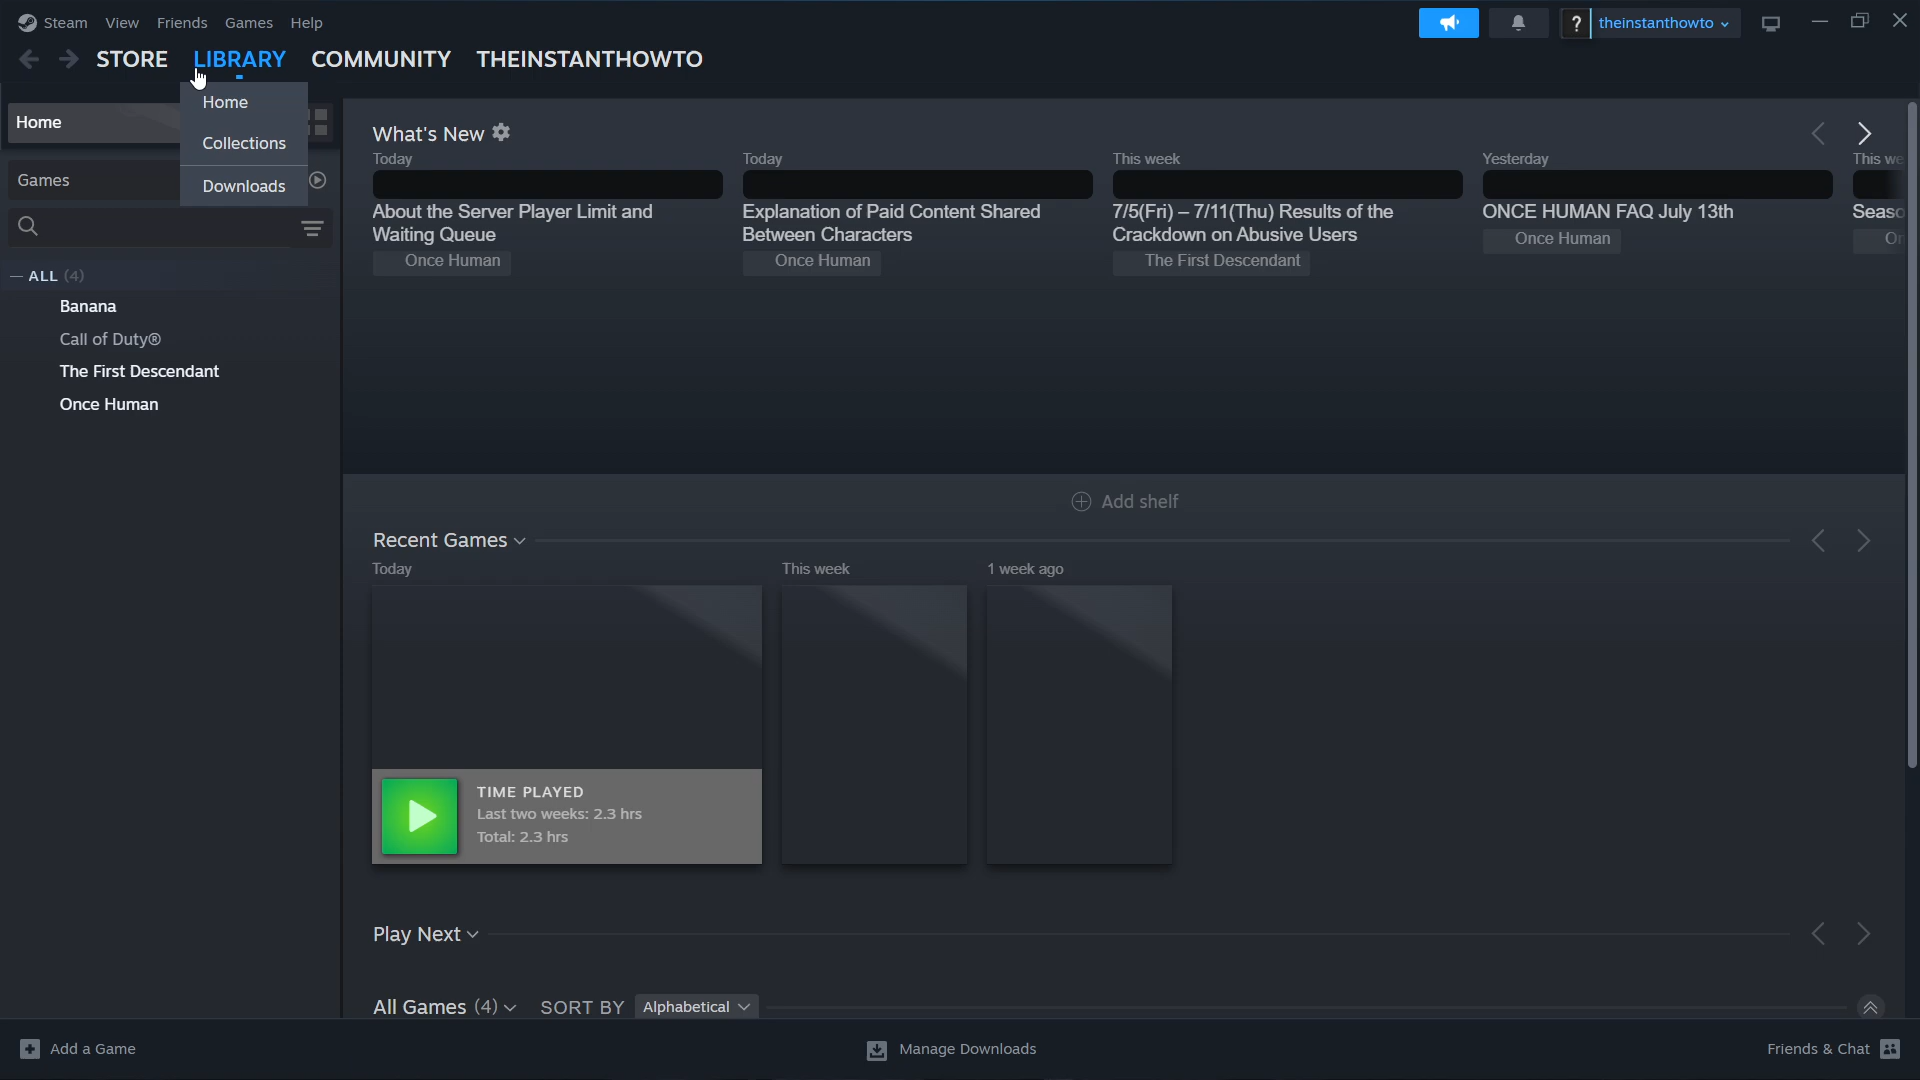 Steam View Friends Games Help
? theinstanthowto
STORE LIBRARY COMMUNITY THEINSTANTHOWTO
Home
Home
Collections
Downloads
Games
ALL (4)
Banana
Call of Duty®
The First Descendant
Once Human
What's New
Today
About the Server Player Limit and
Waiting Queue
Once Human
Today
Explanation of Paid Content Shared
Between Characters
Once Human
This week
7/5(Fri) – 7/11(Thu) Results of the
Crackdown on Abusive Users
The First Descendant
Yesterday
ONCE HUMAN FAQ July 13th
Once Human
This we
Seaso
On
Add shelf
Recent Games
Today
This week
1 week ago
TIME PLAYED
Last two weeks: 2.3 hrs
Total: 2.3 hrs
Play Next
All Games (4) SORT BY Alphabetical
Add a Game
Manage Downloads
Friends & Chat